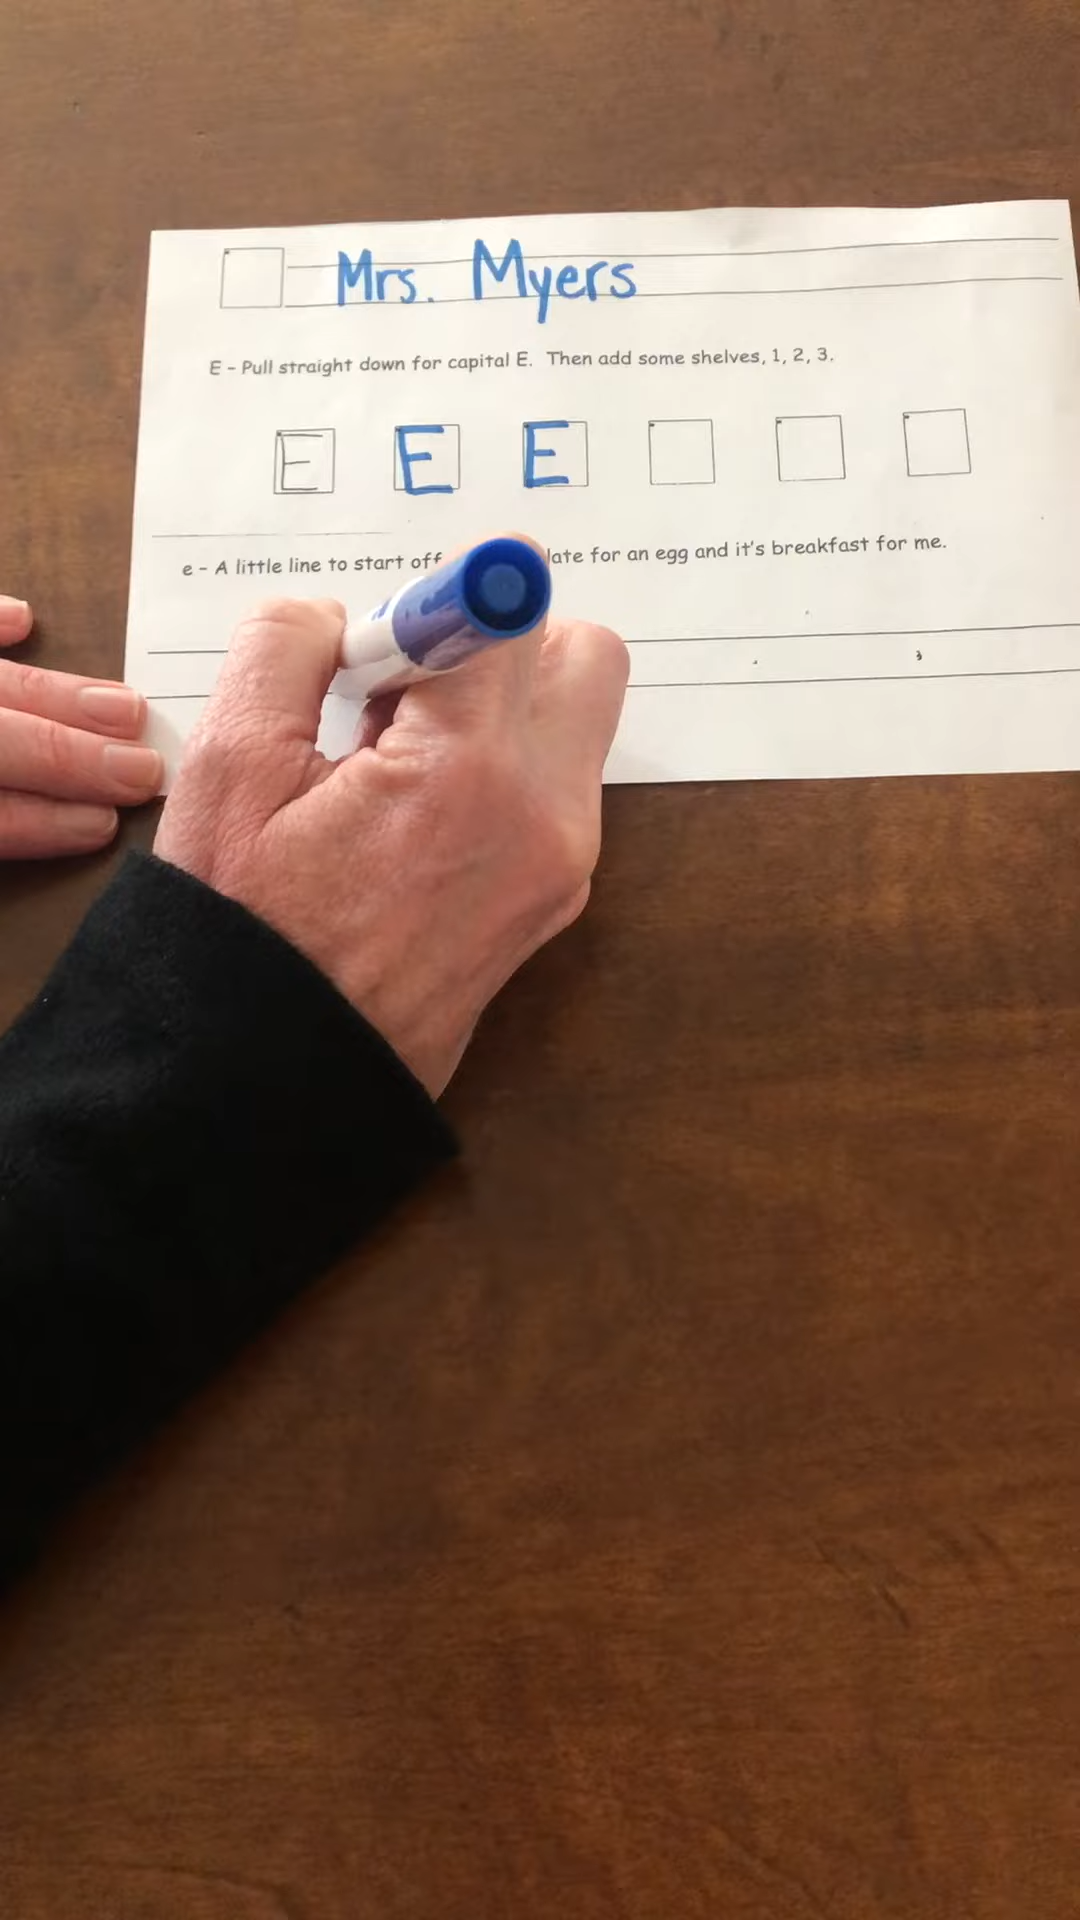 Mrs. Myers
E - Pull straight down for capital E. Then add some shelves, 1, 2, 3.
E E E
e - A little line to start off for an egg and it's breakfast for me.